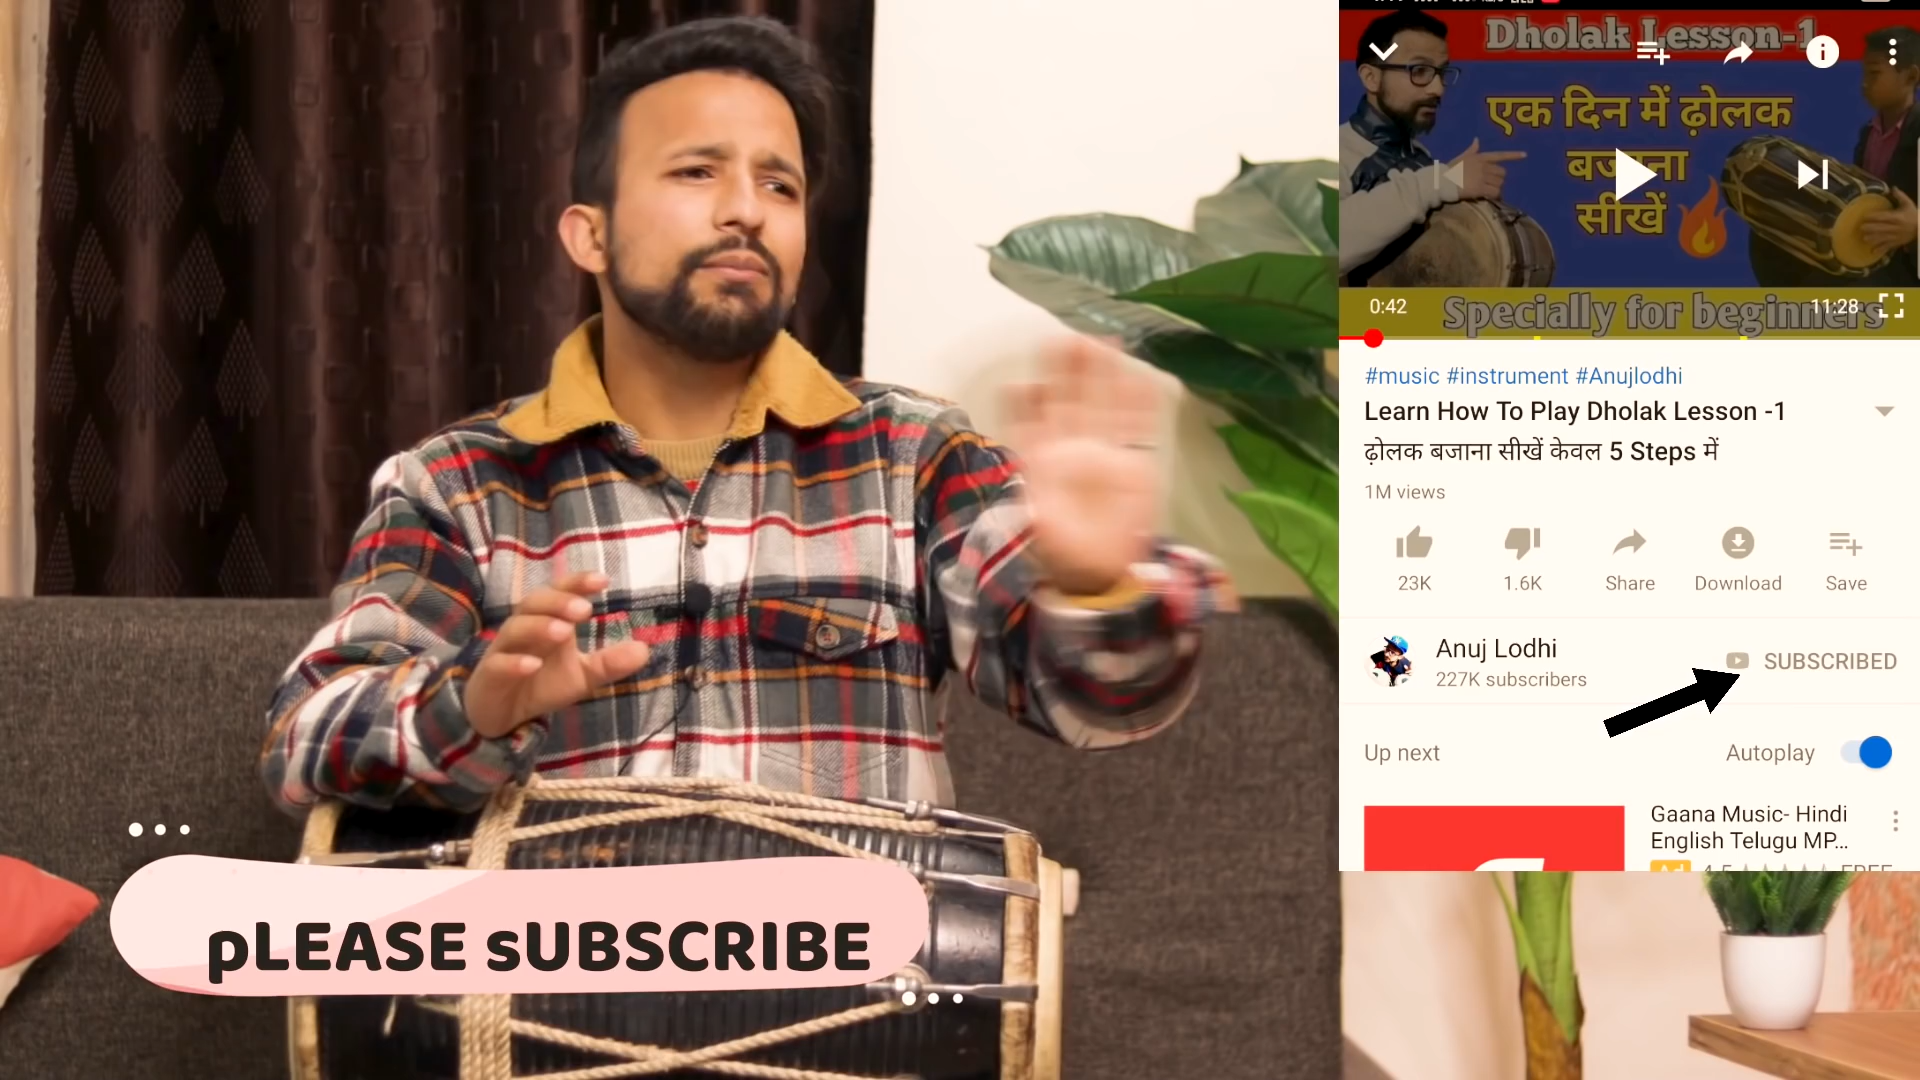 pLEASE sUBSCRIBE
Dholak Lesson-1
एक दिन में ढ़ोलक
बजाना
सीखें
0:42
11:28
Specially for beginners
#music #instrument #Anujlodhi
Learn How To Play Dholak Lesson -1
ढ़ोलक बजाना सीखें केवल 5 Steps में
1M views
23K
1.6K
Share
Download
Save
Anuj Lodhi
227K subscribers
SUBSCRIBED
Up next
Autoplay
Gaana Music- Hindi
English Telugu MP...